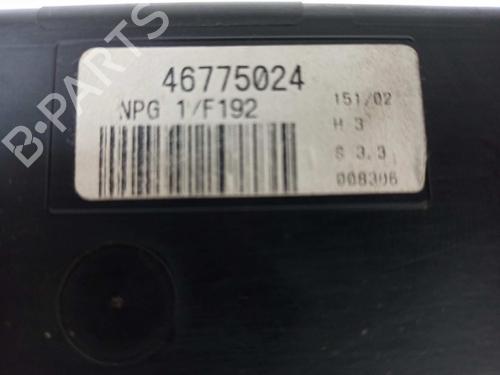 46775024
NPG 1/F192
151/02
H 3
S 3.3
008306
B-PARTS